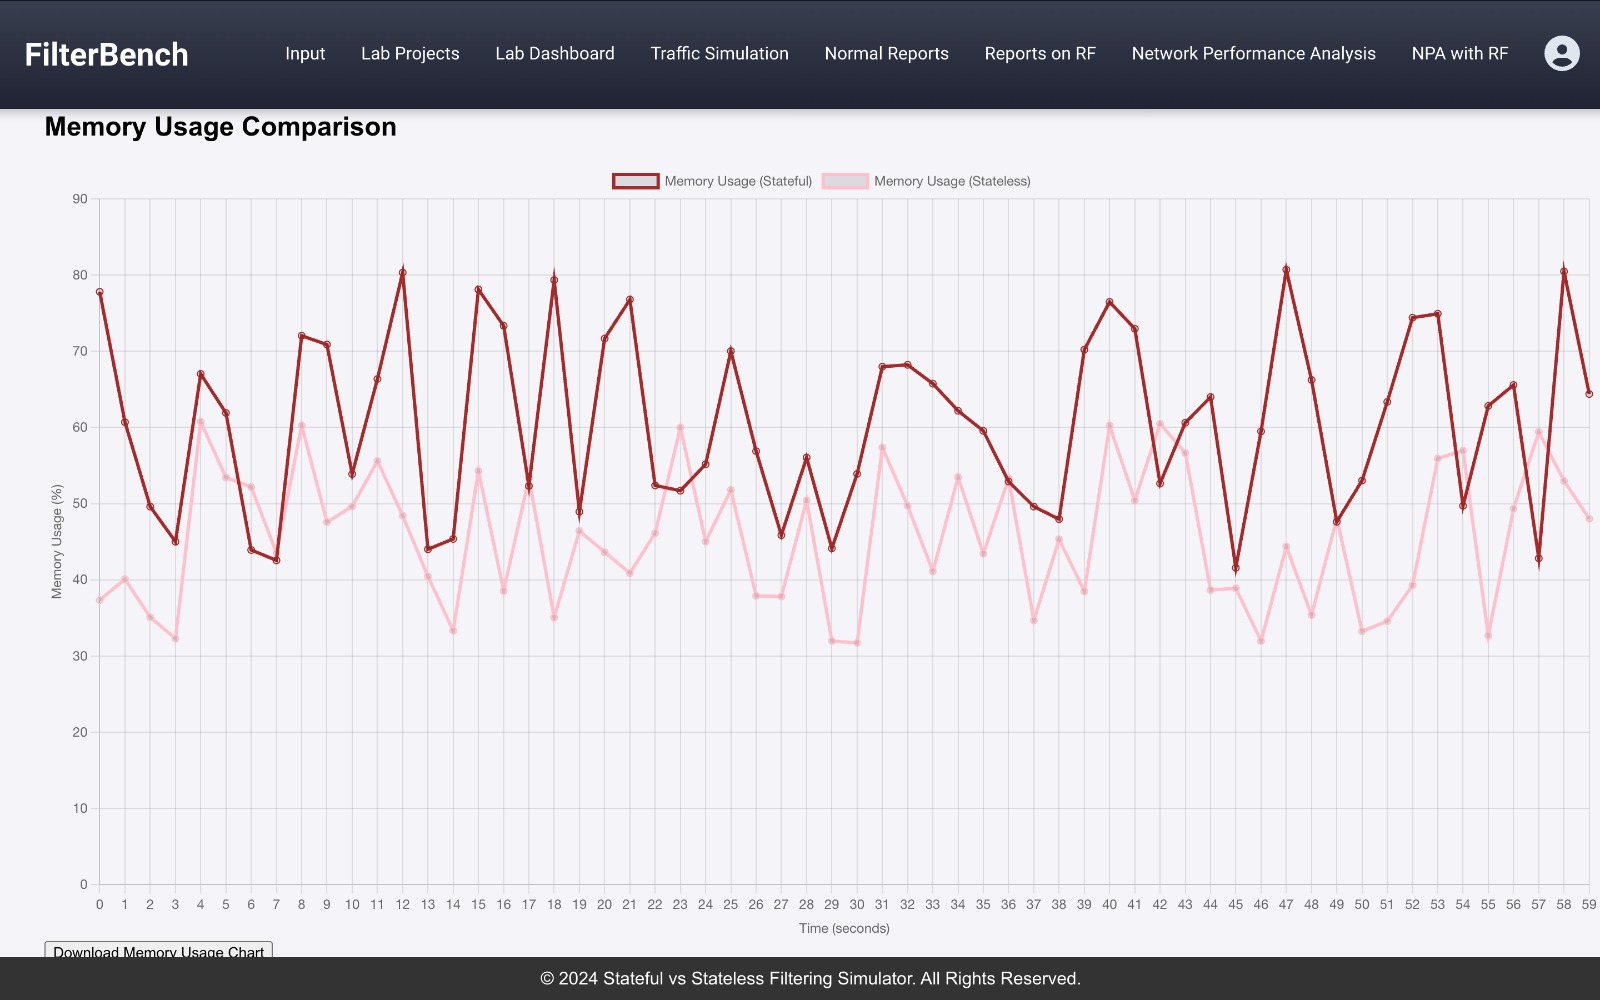 FilterBench
Input Lab Projects Lab Dashboard Traffic Simulation Normal Reports Reports on RF Network Performance Analysis NPA with RF
Memory Usage Comparison
Memory Usage (Stateful) Memory Usage (Stateless)
90
80
70
60
50
40
30
20
10
0
Memory Usage (%)
0 1 2 3 4 5 6 7 8 9 10 11 12 13 14 15 16 17 18 19 20 21 22 23 24 25 26 27 28 29 30 31 32 33 34 35 36 37 38 39 40 41 42 43 44 45 46 47 48 49 50 51 52 53 54 55 56 57 58 59
Time (seconds)
Download Memory Usage Chart
© 2024 Stateful vs Stateless Filtering Simulator. All Rights Reserved.